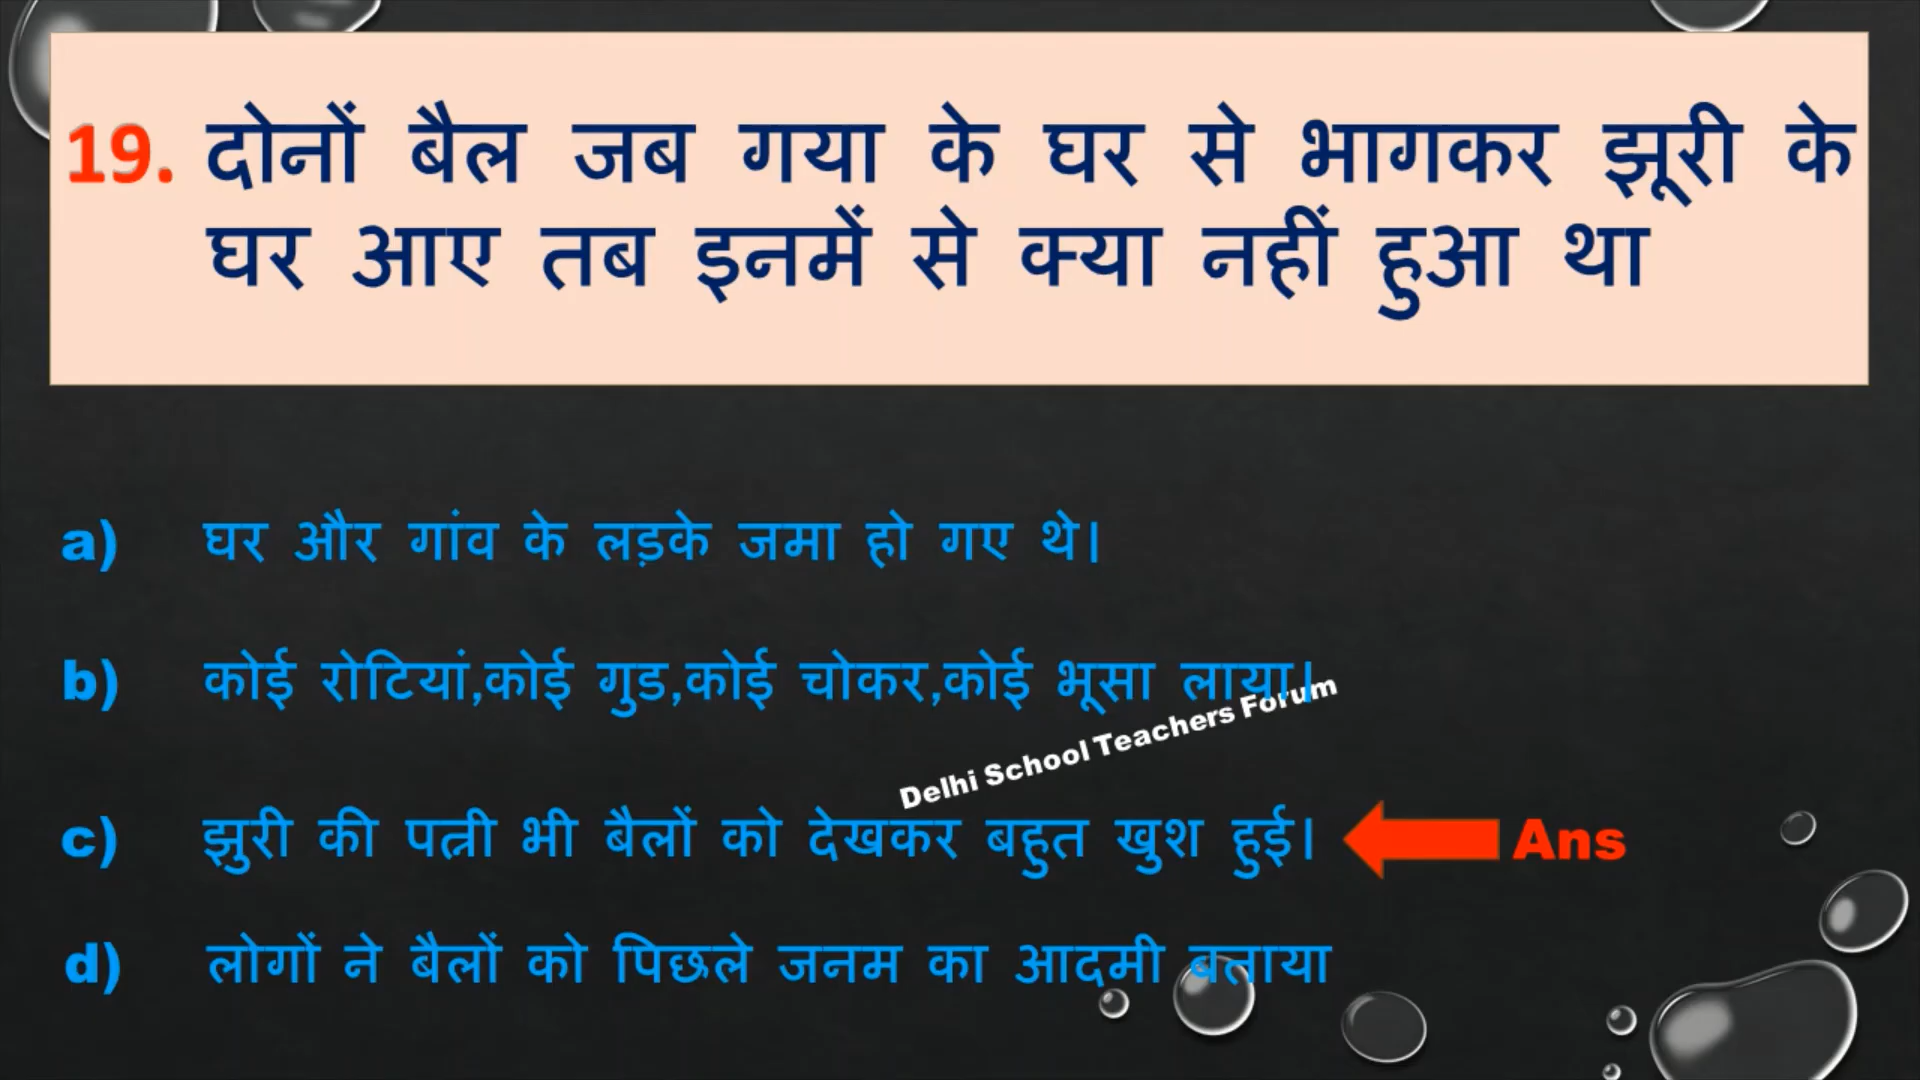 19. दोनों बैल जब गया के घर से भागकर झूरी के
घर आए तब इनमें से क्या नहीं हुआ था
a) घर और गांव के लड़के जमा हो गए थे।
b) कोई रोटियां,कोई गुड,कोई चोकर,कोई भूसा लाया।
Delhi School Teachers Forum
c) झुरी की पत्नी भी बैलों को देखकर बहुत खुश हुई। Ans
d) लोगों ने बैलों को पिछले जनम का आदमी बताया